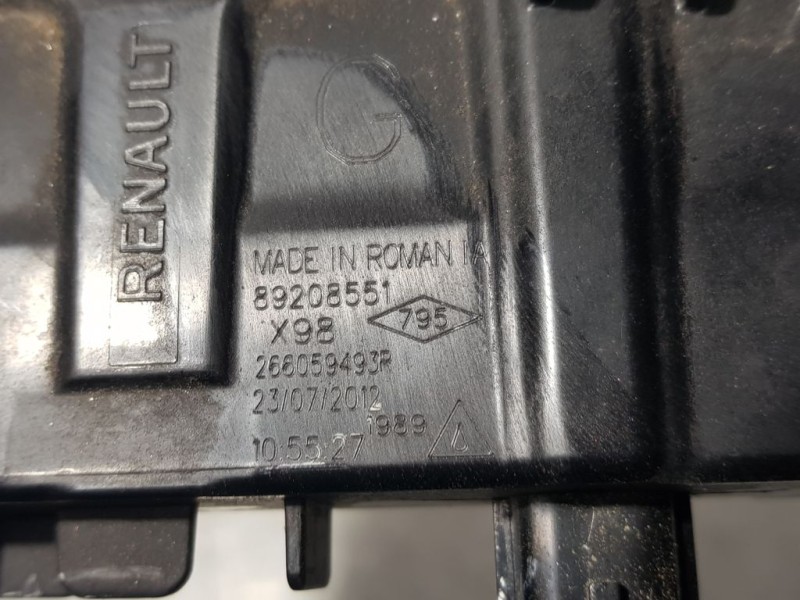 RENAULT
G
MADE IN ROMANIA
89208551
X98 795
266059493R
23/07/2012
10:55:27 1989